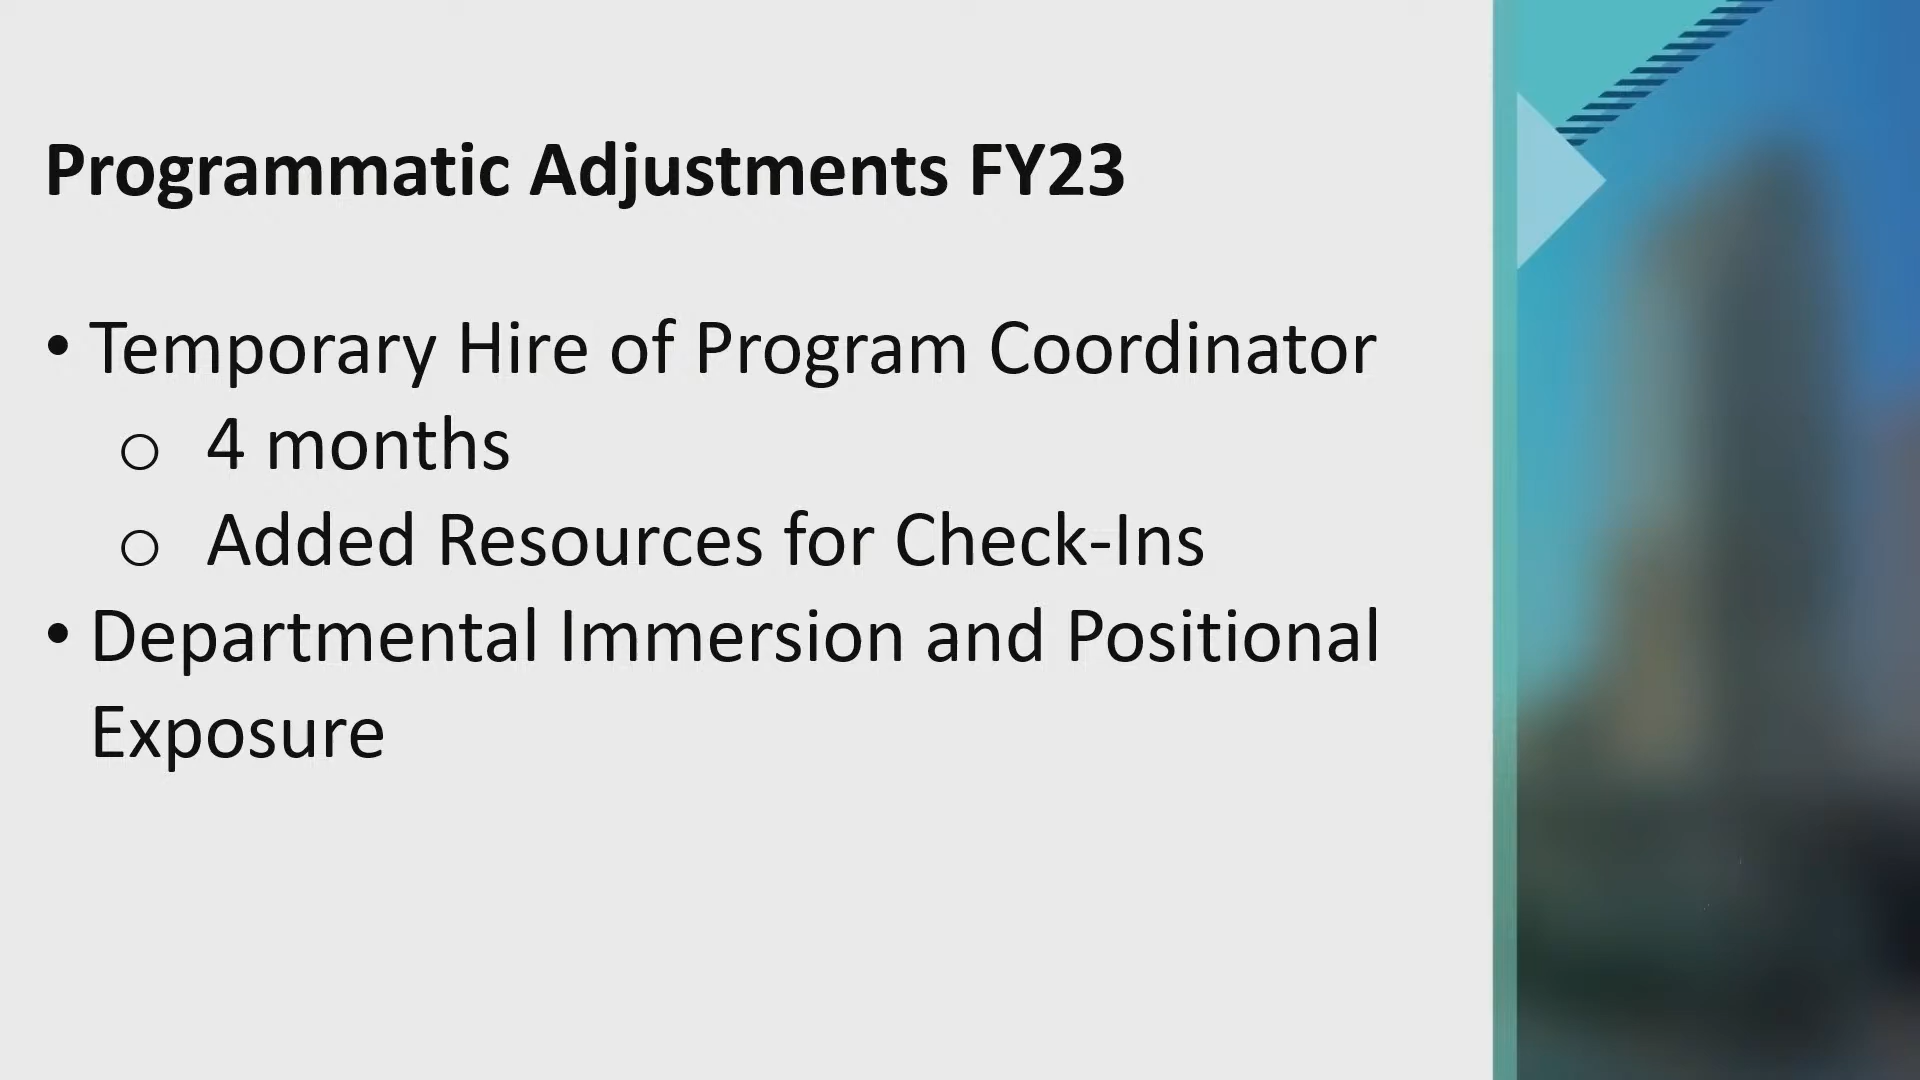 Programmatic Adjustments FY23
• Temporary Hire of Program Coordinator
o 4 months
o Added Resources for Check-Ins
• Departmental Immersion and Positional
Exposure